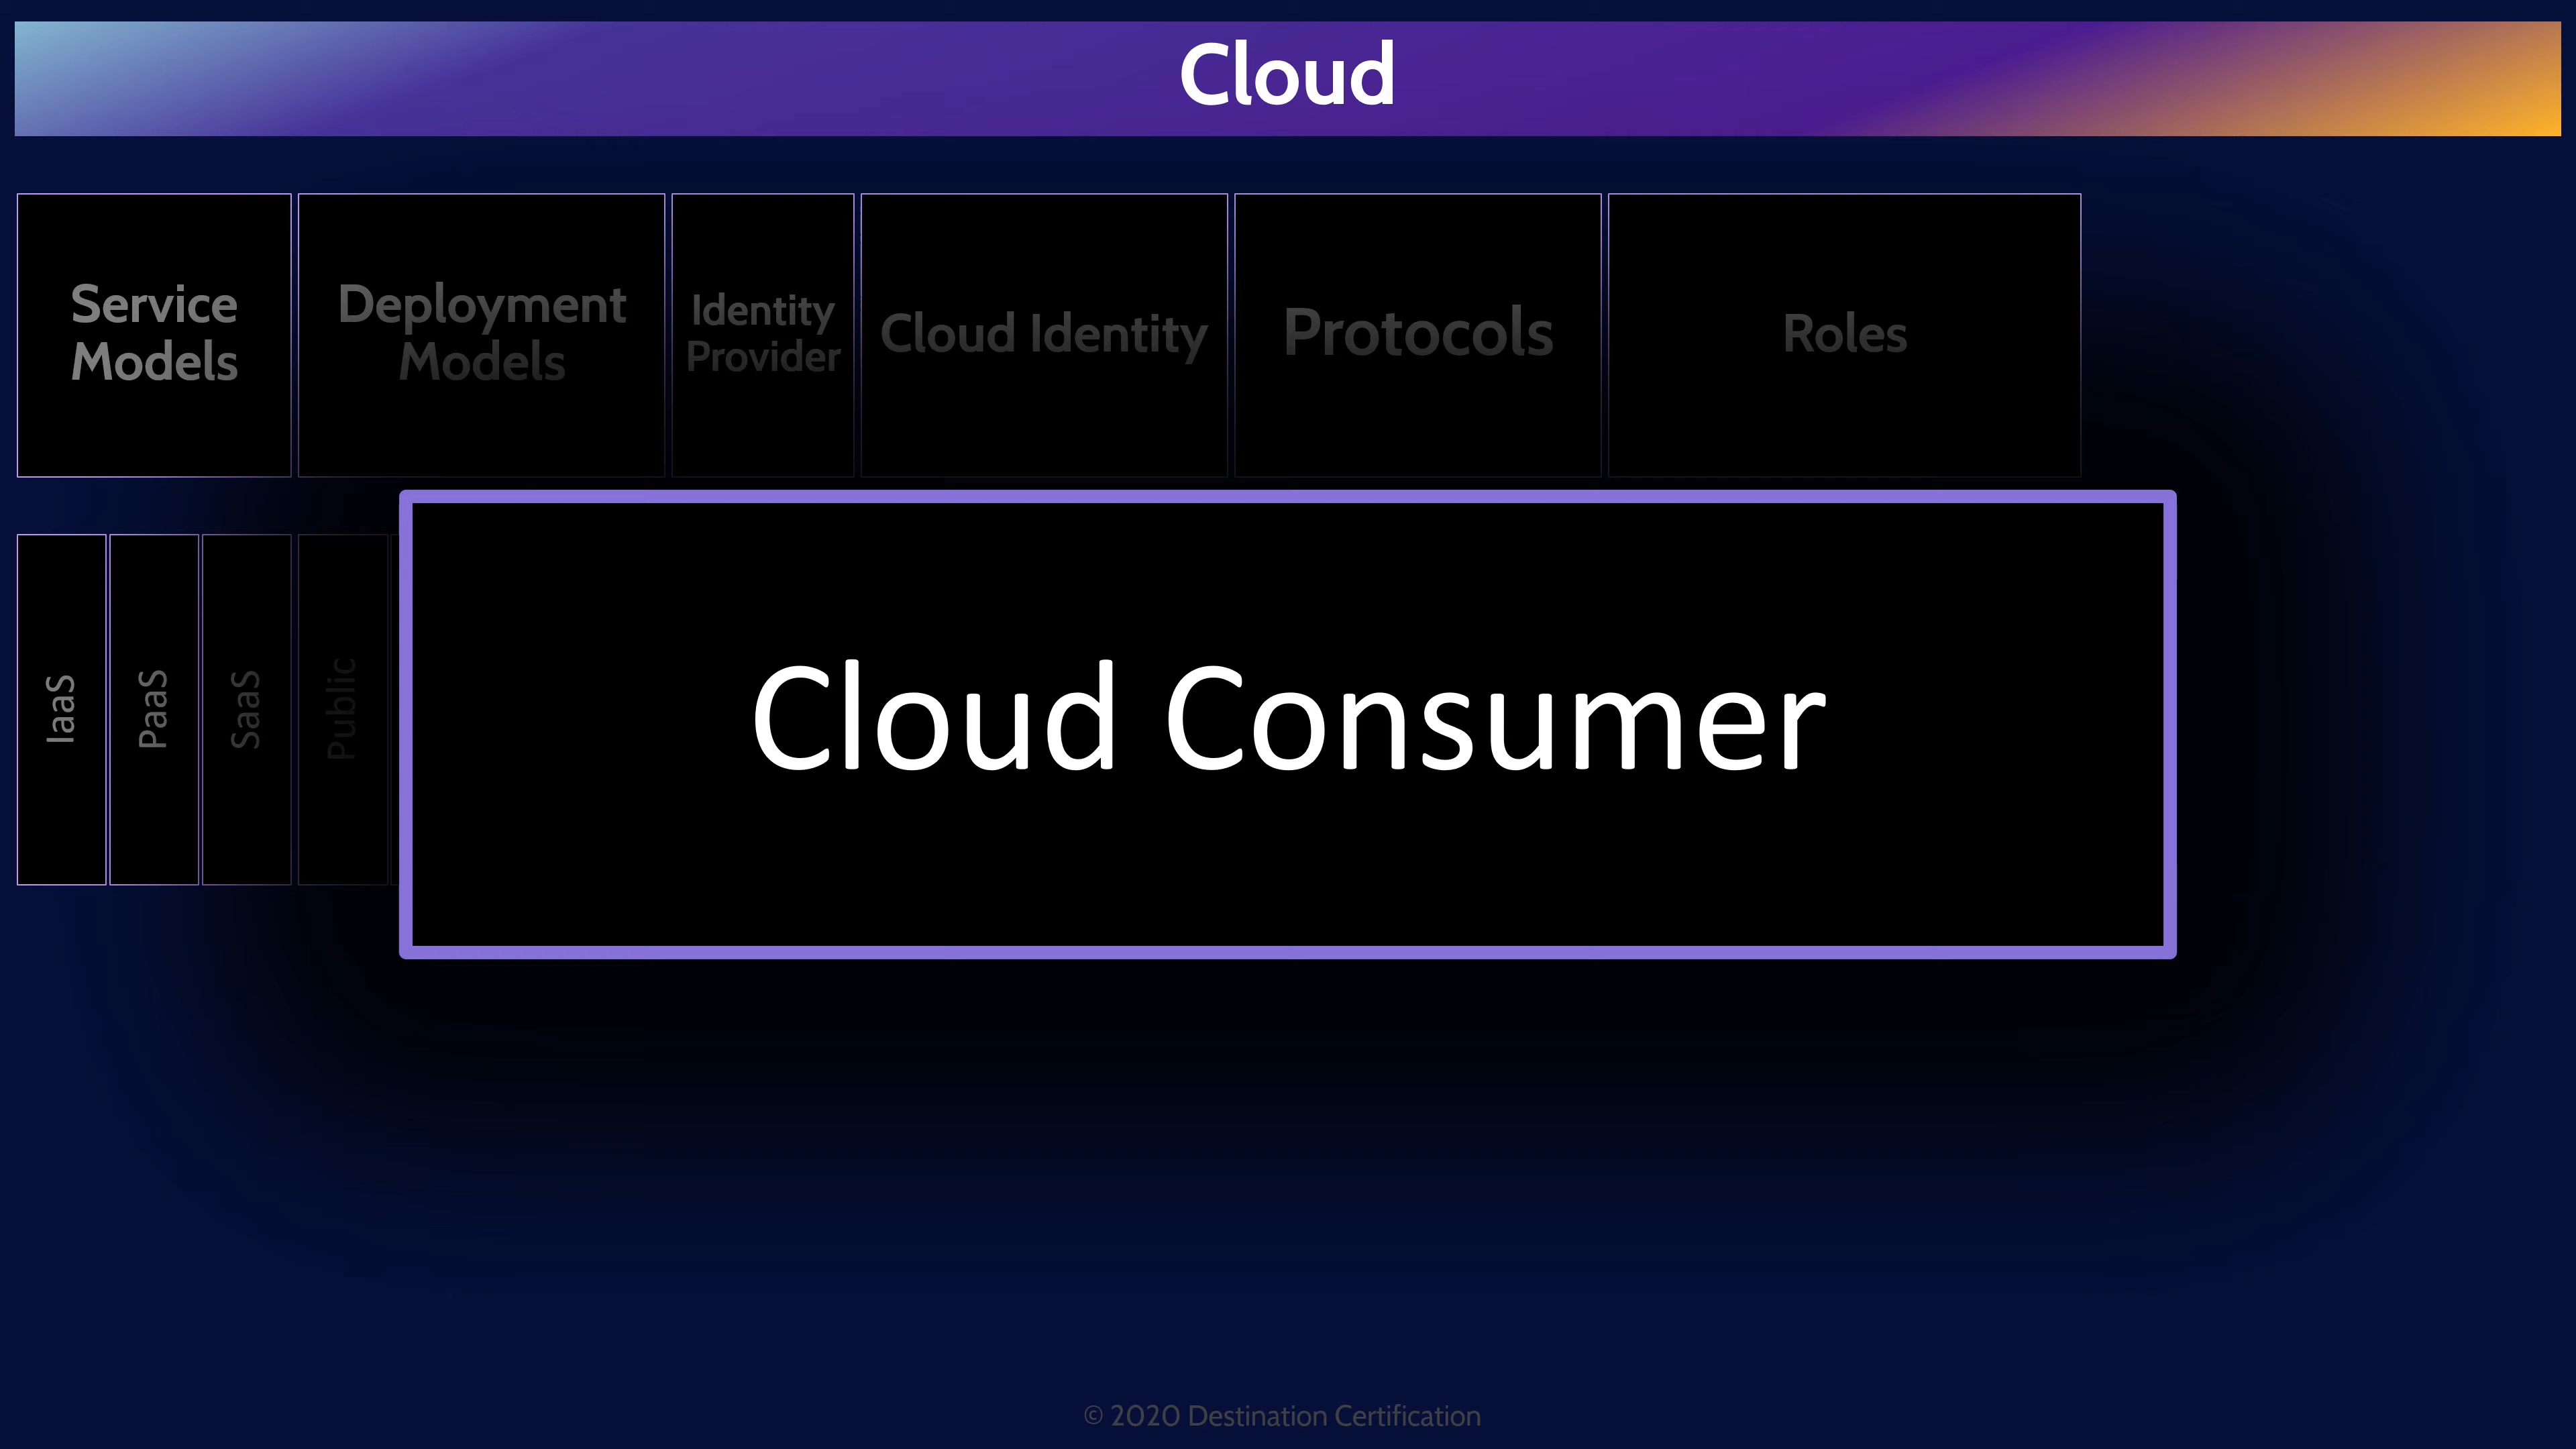 Cloud
Service
Models
Deployment
Models
Identity
Provider
Cloud Identity
Protocols
Roles
IaaS
PaaS
SaaS
Public
Cloud Consumer
© 2020 Destination Certification